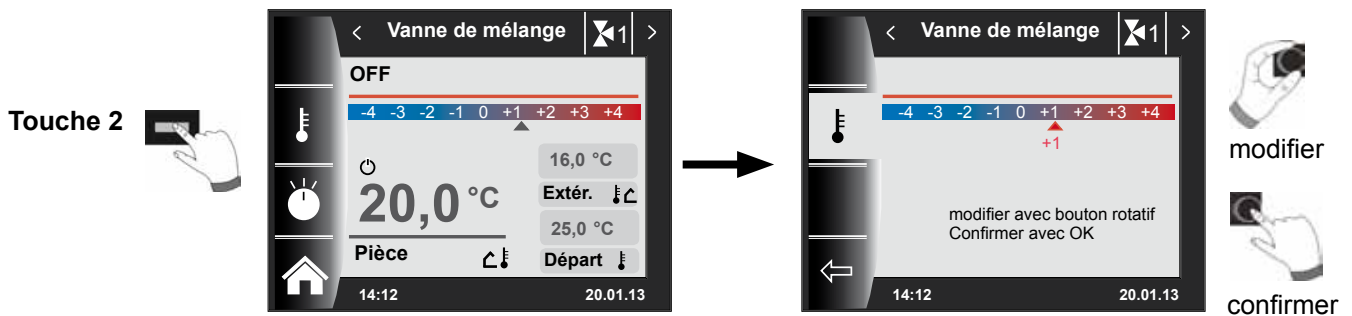 Touche 2
< Vanne de mélange 1 >
OFF
-4 -3 -2 -1 0 +1 +2 +3 +4
16,0 °C
20,0 °C
Extér.
25,0 °C
Pièce
Départ
14:12 20.01.13
< Vanne de mélange 1 >
-4 -3 -2 -1 0 +1 +2 +3 +4
+1
modifier avec bouton rotatif
Confirmer avec OK
14:12 20.01.13
modifier
confirmer